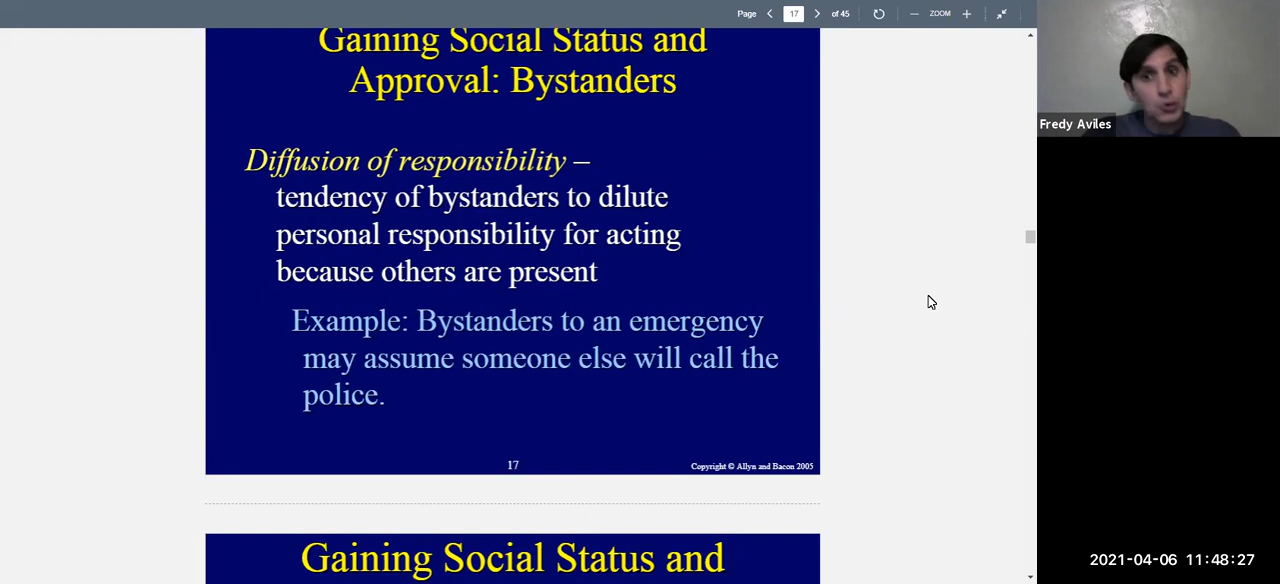 Page 17 of 45 ZOOM
Gaining Social Status and
Approval: Bystanders
Fredy Aviles
Diffusion of responsibility –
tendency of bystanders to dilute
personal responsibility for acting
because others are present
Example: Bystanders to an emergency
may assume someone else will call the
police.
17
Copyright © Allyn and Bacon 2005
Gaining Social Status and
2021-04-06 11:48:27